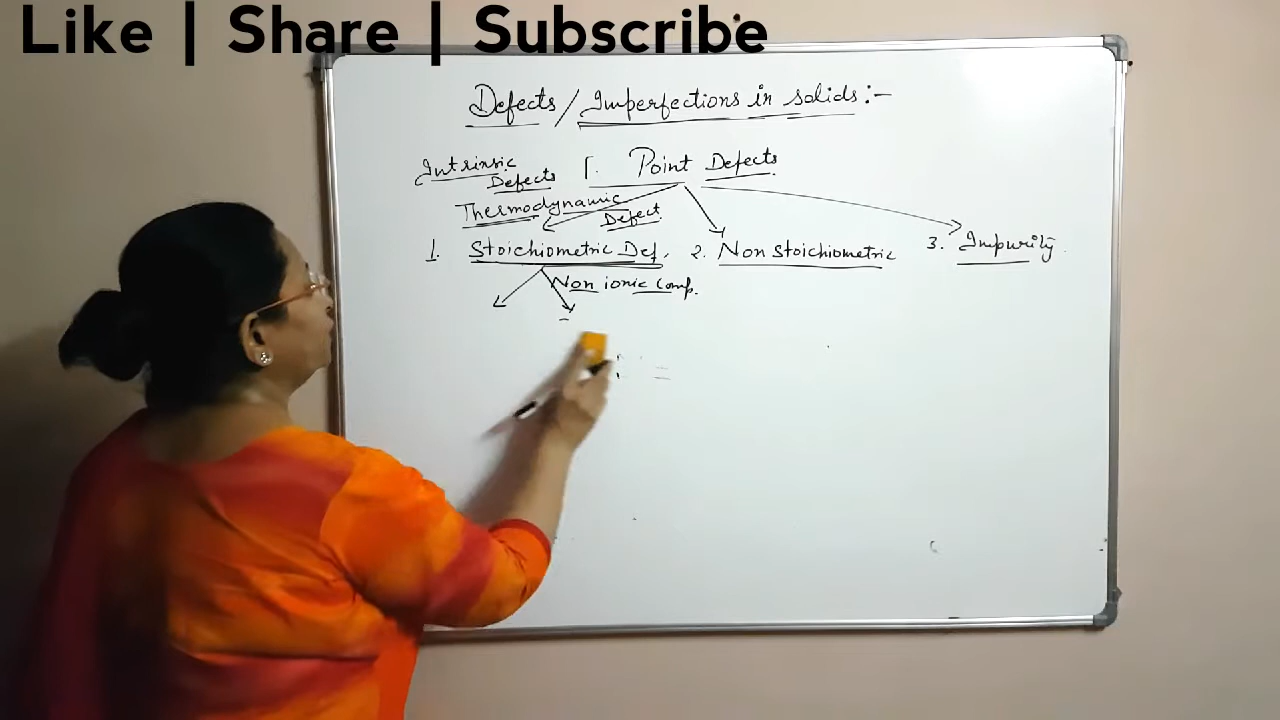 Like | Share | Subscribe
Defects / Imperfections in solids :-
Intrinsic Defects
1. Point Defects
Thermodynamic Defect
1. Stoichiometric Def.
2. Non Stoichiometric
3. Impurity
Non ionic Comp.